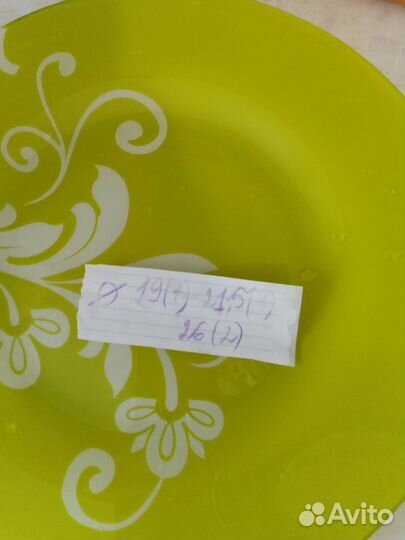 ⌀ 19(1), 21,5(1),
26(2)
Avito